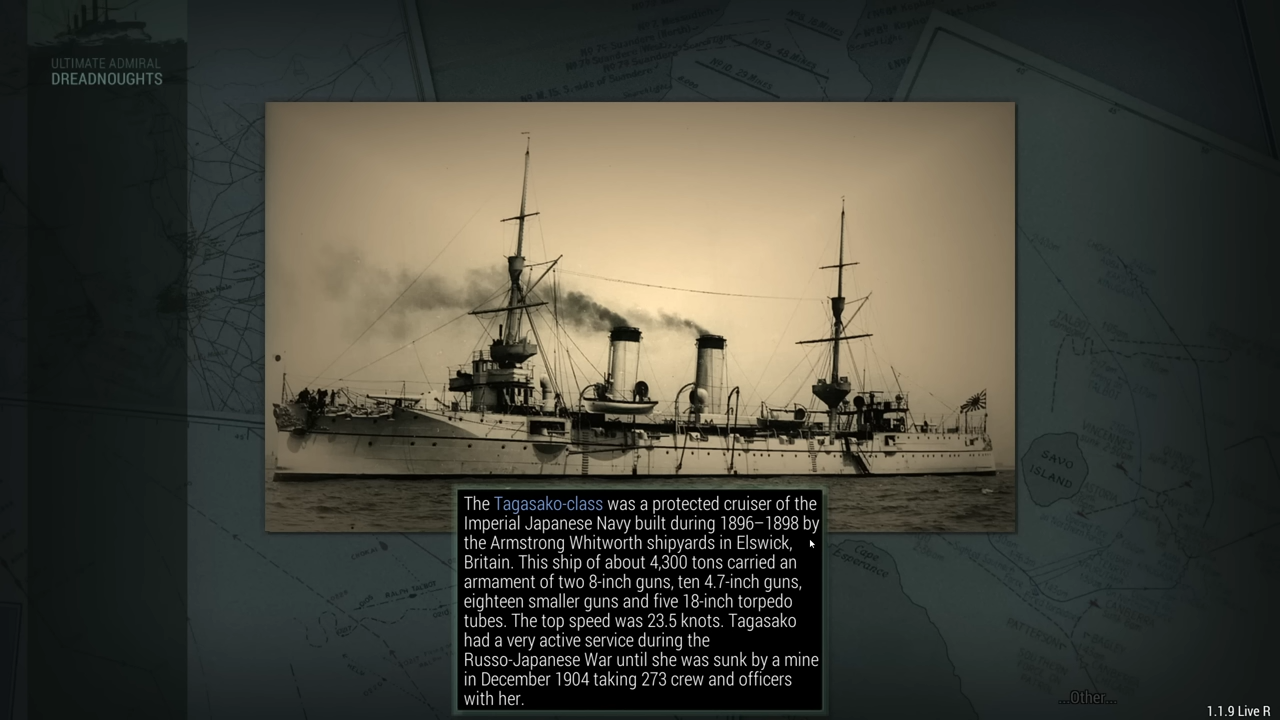 ULTIMATE ADMIRAL
DREADNOUGHTS
SAVO
ISLAND
Cape
Esperance
The Tagasako-class was a protected cruiser of the
Imperial Japanese Navy built during 1896–1898 by
the Armstrong Whitworth shipyards in Elswick,
Britain. This ship of about 4,300 tons carried an
armament of two 8-inch guns, ten 4.7-inch guns,
eighteen smaller guns and five 18-inch torpedo
tubes. The top speed was 23.5 knots. Tagasako
had a very active service during the
Russo-Japanese War until she was sunk by a mine
in December 1904 taking 273 crew and officers
with her.
...Other...
1.1.9 Live R